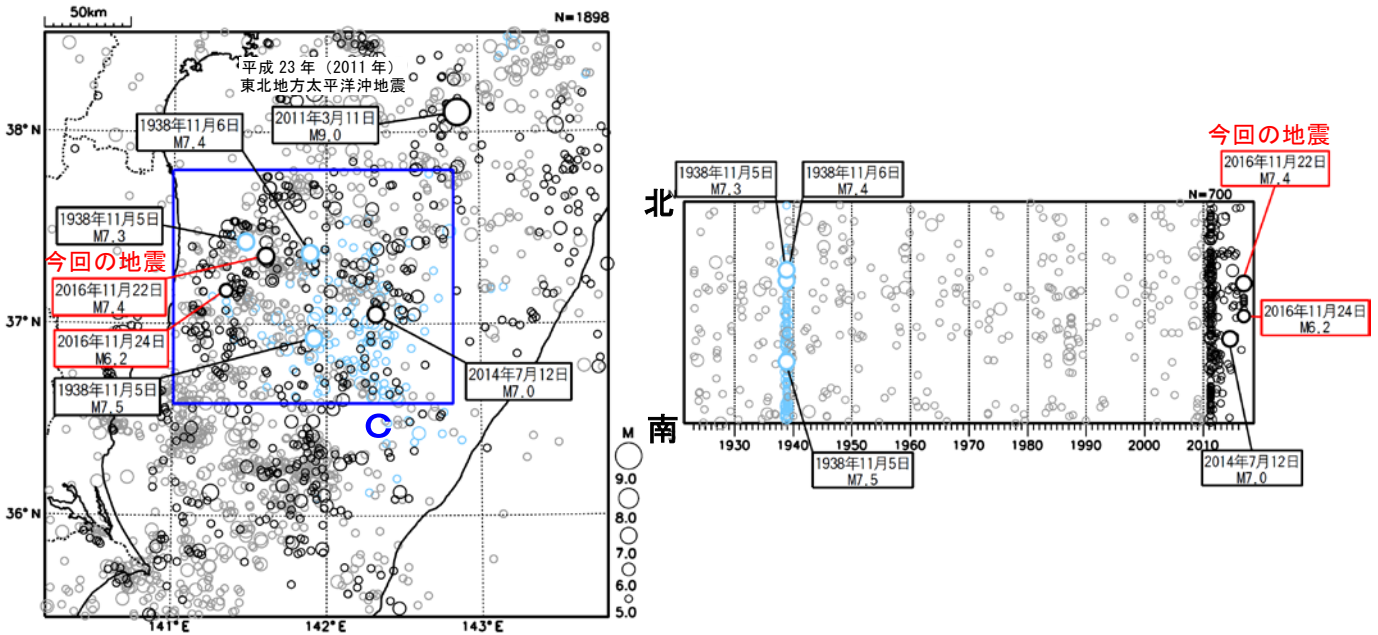 50km
N=1898
平成 23 年（2011 年）
東北地方太平洋沖地震
1938年11月6日
M7.4
2011年3月11日
M9.0
38°N
1938年11月5日
M7.3
今回の地震
2016年11月22日
M7.4
37°N
2016年11月24日
M6.2
1938年11月5日
M7.5
2014年7月12日
M7.0
C
36°N
141°E
142°E
143°E
M
9.0
8.0
7.0
6.0
5.0
今回の地震
2016年11月22日
M7.4
1938年11月5日
M7.3
1938年11月6日
M7.4
N=700
北
2016年11月24日
M6.2
南
1930
1940
1950
1960
1970
1980
1990
2000
2010
1938年11月5日
M7.5
2014年7月12日
M7.0